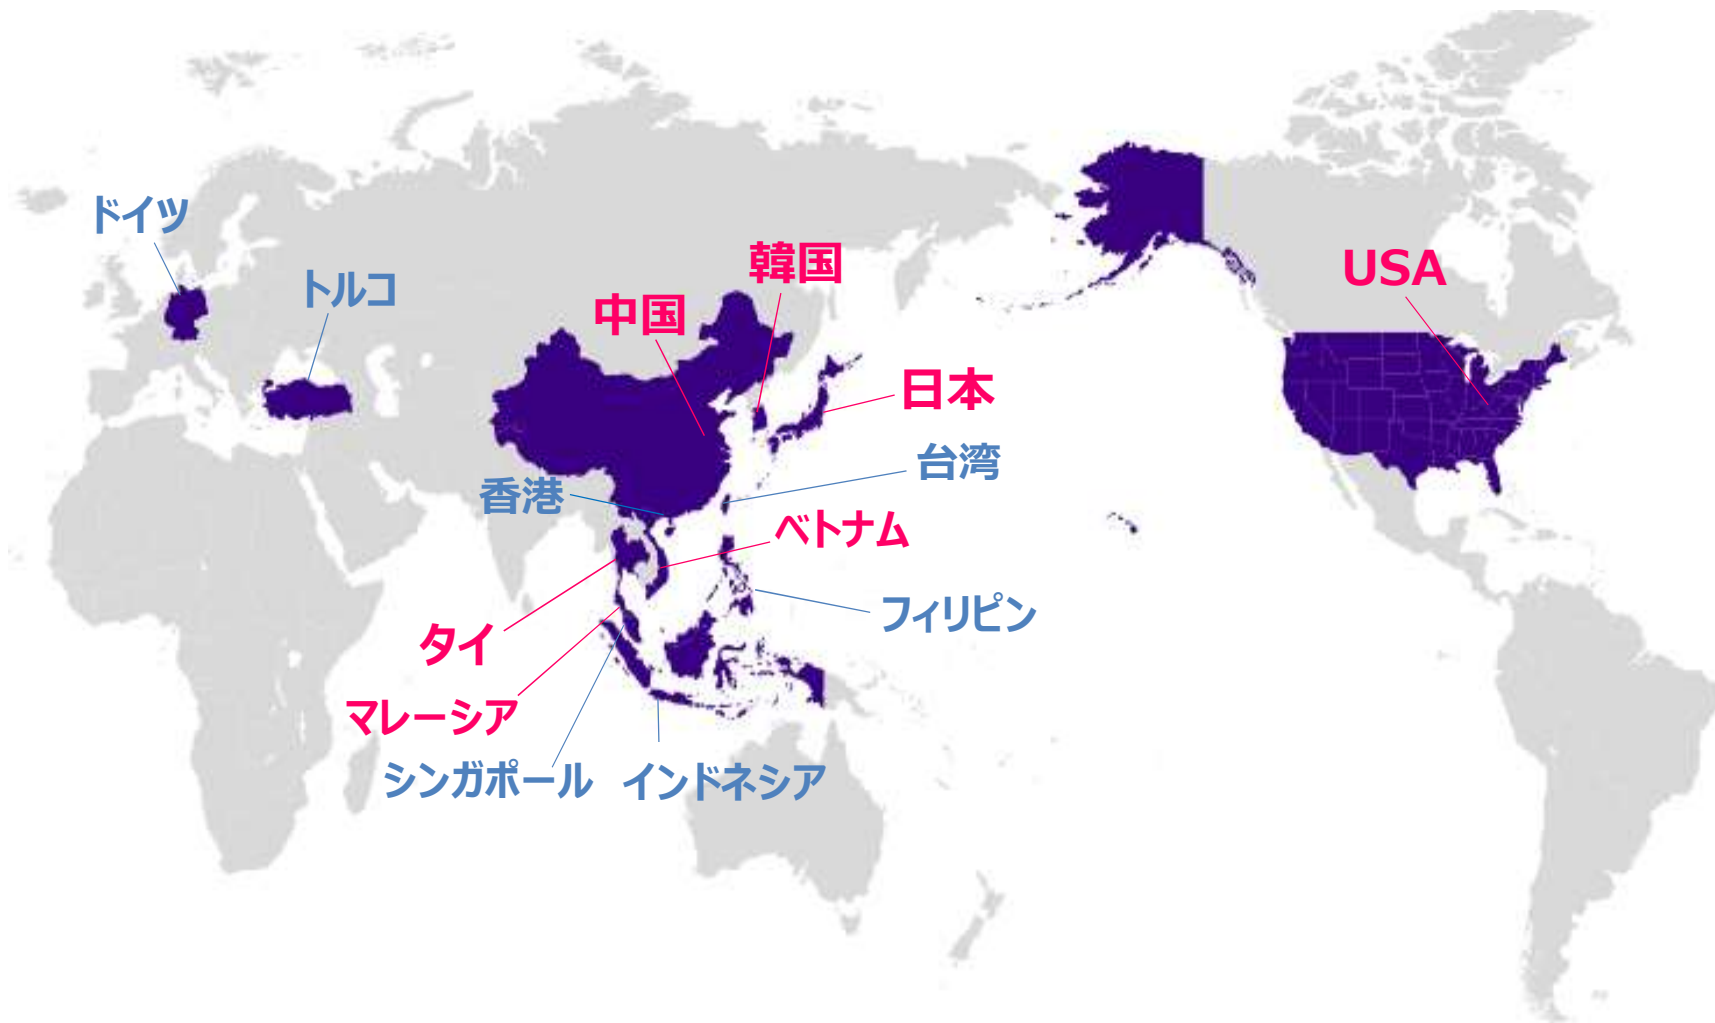 ドイツ
トルコ
韓国
USA
中国
日本
台湾
香港
ベトナム
フィリピン
タイ
マレーシア
シンガポール
インドネシア